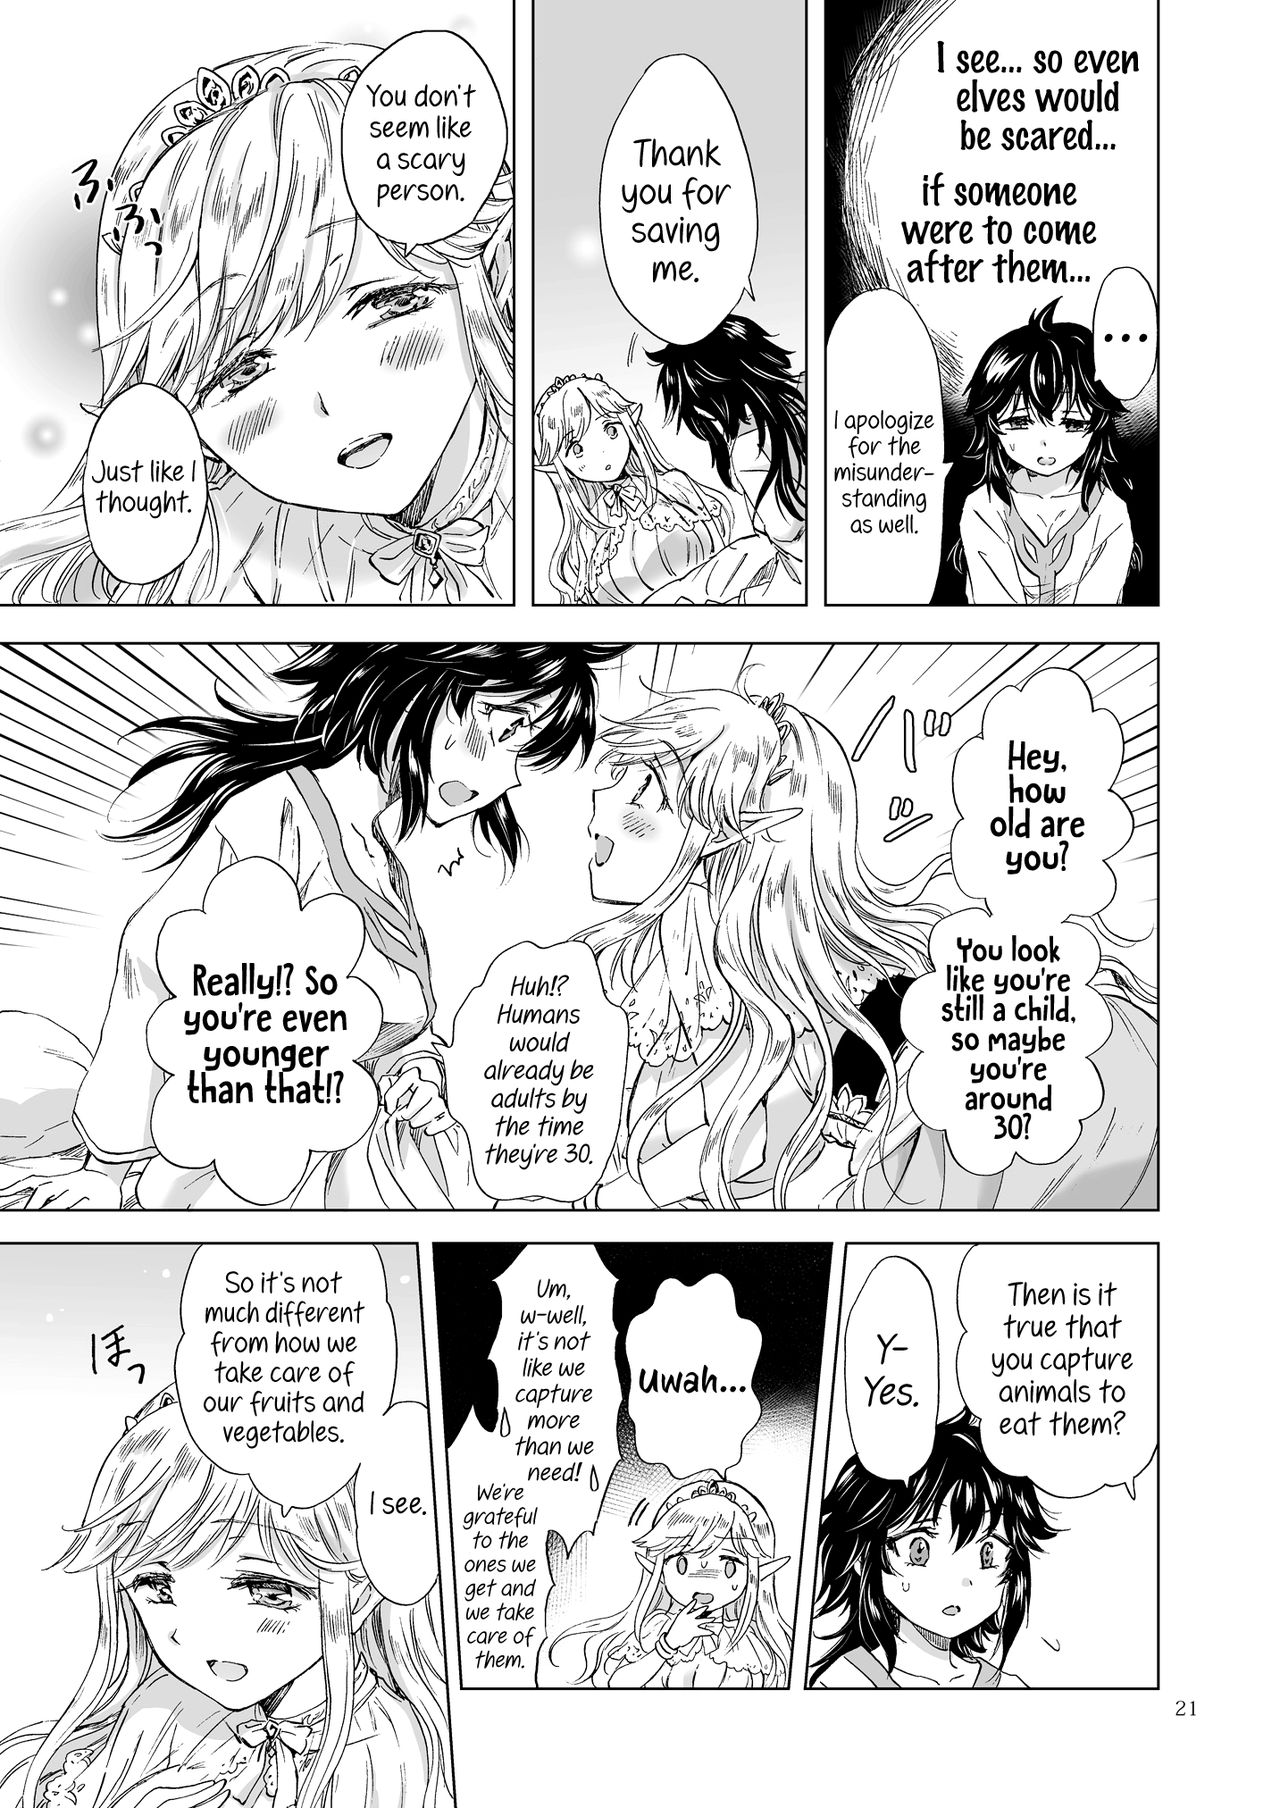 I see... so even
elves would
be scared...
if someone
were to come
after them...
...
I apologize
for the
misunder-
standing
as well.
Thank
you for
saving
me.
You don't
seem like
a scary
person.
ふふっ
Just like I
thought.
Hey,
how
old are
you?
You look
like you're
still a child,
so maybe
you're
around
30?
Huh!?
Humans
would
already be
adults by
the time
they're 30.
Really!? So
you're even
younger
than that!?
Then is it
true that
you capture
animals to
eat them?
Y-
Yes.
Uwah...
Um,
w-well,
it's not
like we
capture
more
than we
need!
We're
grateful
to the
ones we
get and
we take
care of
them.
I see.
So it's not
much different
from how we
take care of
our fruits and
vegetables.
ほっ
21